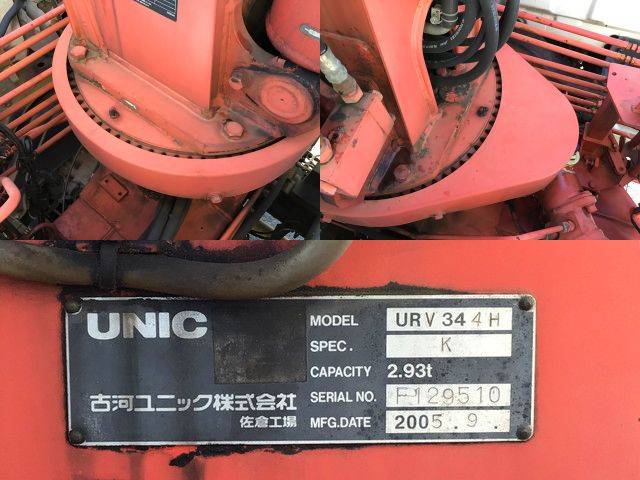 UNIC
MODEL URV344H
SPEC. K
CAPACITY 2.93t
古河ユニック株式会社
SERIAL NO. F129510
佐倉工場
MFG.DATE 2005.9.